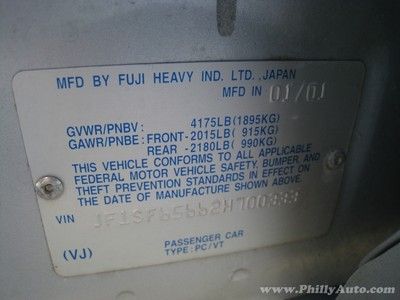 MFD BY FUJI HEAVY IND. LTD.,JAPAN
MFD IN 01/01
GVWR/PNBV: 4175LB(1895KG)
GAWR/PNBE: FRONT-2015LB( 915KG)
REAR -2180LB( 990KG)
THIS VEHICLE CONFORMS TO ALL APPLICABLE
FEDERAL MOTOR VEHICLE SAFETY, BUMPER AND
THEFT PREVENTION STANDARDS IN EFFECT ON
THE DATE OF MANUFACTURE SHOWN ABOVE.
VIN
(VJ)
PASSENGER CAR
TYPE:PC/VT
www.PhillyAuto.com